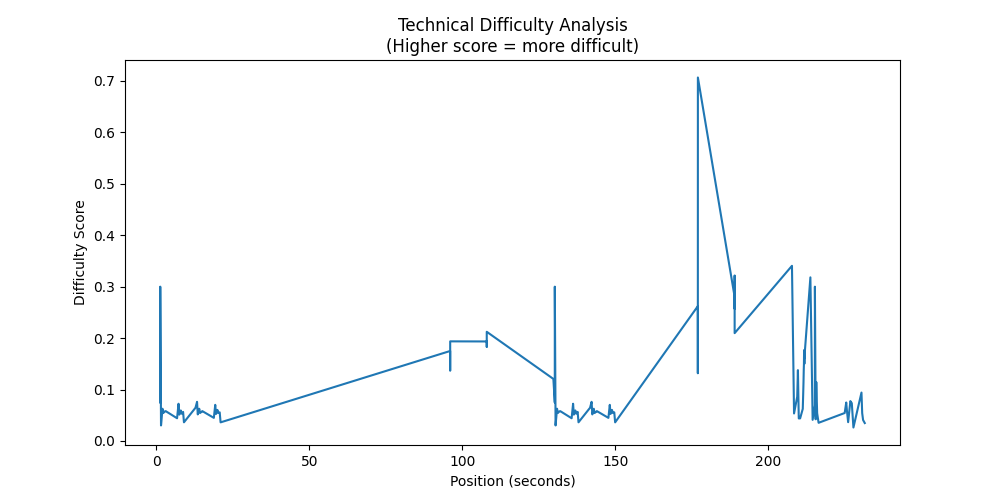 Technical Difficulty Analysis
(Higher score = more difficult)
0.7
0.6
0.5
0.4
0.3
0.2
0.1
0.0
Difficulty Score
0 50 100 150 200
Position (seconds)